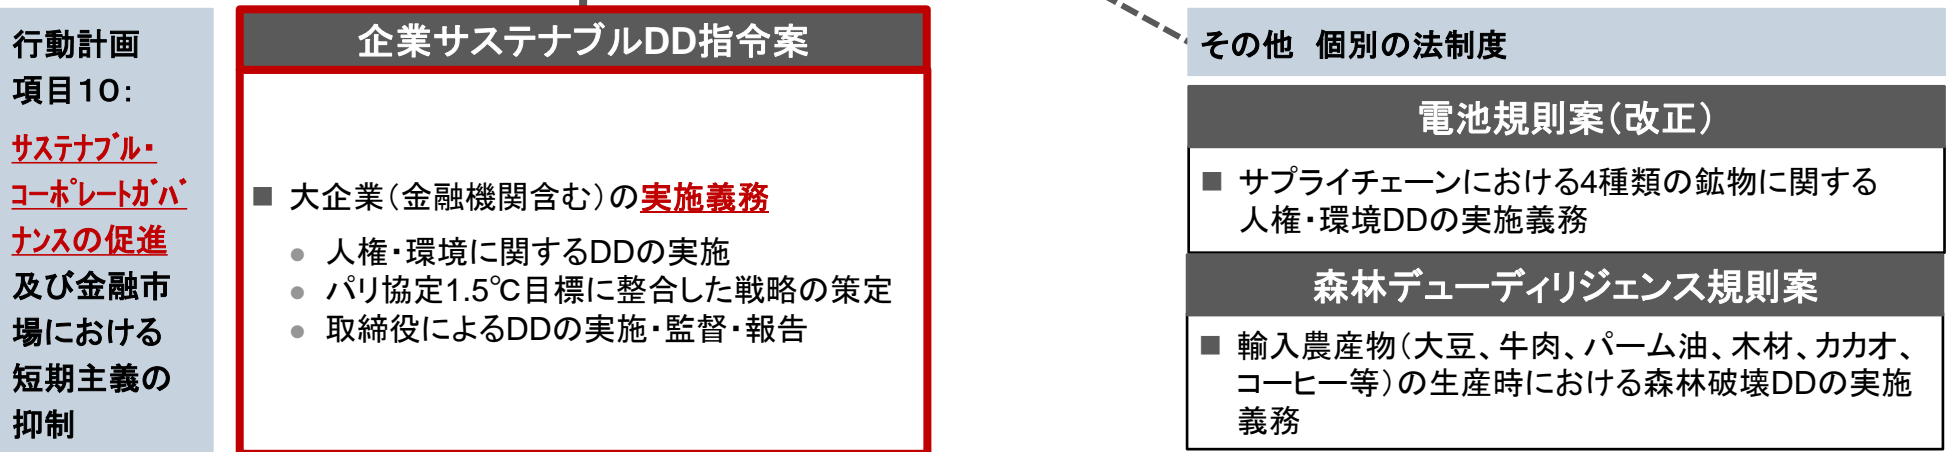 行動計画
項目10:
サステナブル・
コーポレートガバ
ナンスの促進
及び金融市
場における
短期主義の
抑制
企業サステナブルDD指令案
■ 大企業(金融機関含む)の実施義務
● 人権・環境に関するDDの実施
● パリ協定1.5℃目標に整合した戦略の策定
● 取締役によるDDの実施・監督・報告
その他 個別の法制度
電池規則案(改正)
■ サプライチェーンにおける4種類の鉱物に関する
人権・環境DDの実施義務
森林デューディリジェンス規則案
■ 輸入農産物(大豆、牛肉、パーム油、木材、カカオ、
コーヒー等)の生産時における森林破壊DDの実施
義務